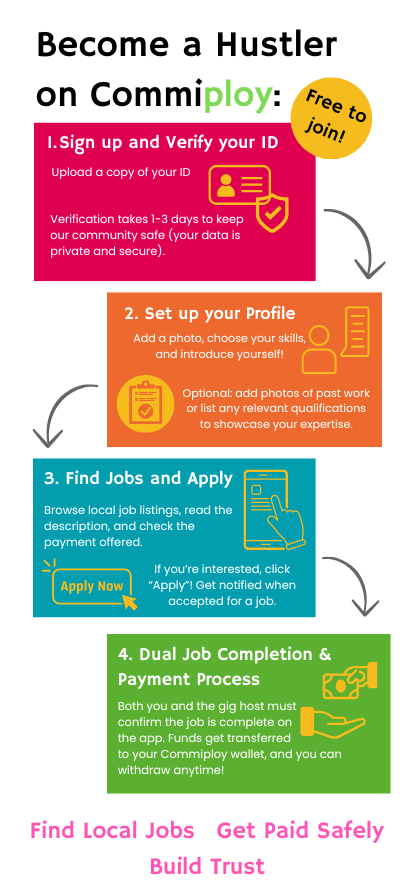 Become a Hustler
on Commiploy:
Free to
join!
1.Sign up and Verify your ID
Upload a copy of your ID
Verification takes 1-3 days to keep
our community safe (your data is
private and secure).
2. Set up your Profile
Add a photo, choose your skills,
and introduce yourself!
Optional: add photos of past work
or list any relevant qualifications
to showcase your expertise.
3. Find Jobs and Apply
Browse local job listings, read the
description, and check the
payment offered.
Apply Now
If you're interested, click
“Apply”! Get notified when
accepted for a job.
4. Dual Job Completion &
Payment Process
Both you and the gig host must
confirm the job is complete on
the app. Funds get transferred
to your Commiploy wallet, and you can
withdraw anytime!
Find Local Jobs Get Paid Safely
Build Trust